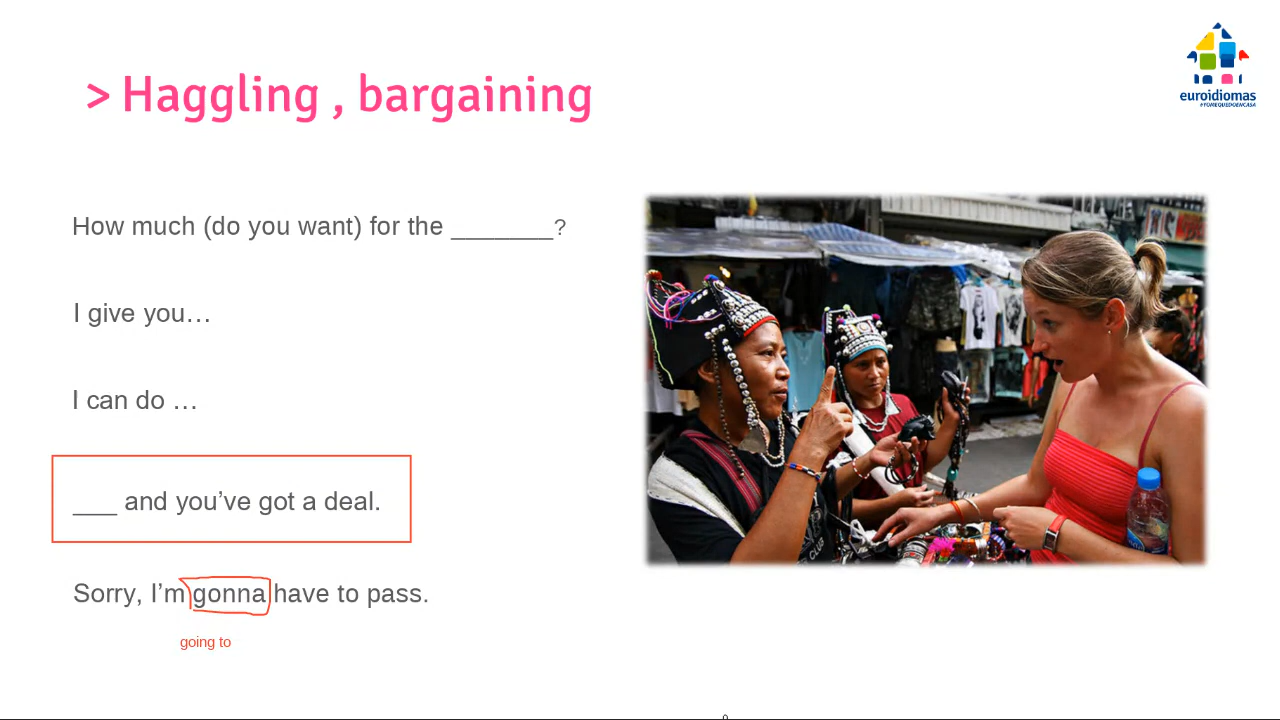 > Haggling , bargaining
euroidiomas
#YOMEQUEDOENCASA
How much (do you want) for the _______?
I give you…
I can do …
___ and you’ve got a deal.
Sorry, I’m gonna have to pass.
going to